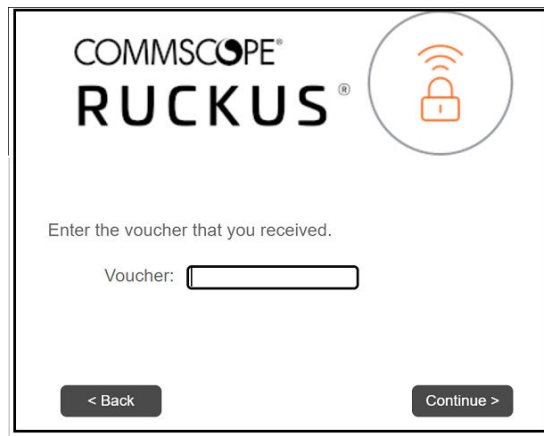 COMMSCOPE®
RUCKUS®
Enter the voucher that you received.
Voucher:
< Back
Continue >